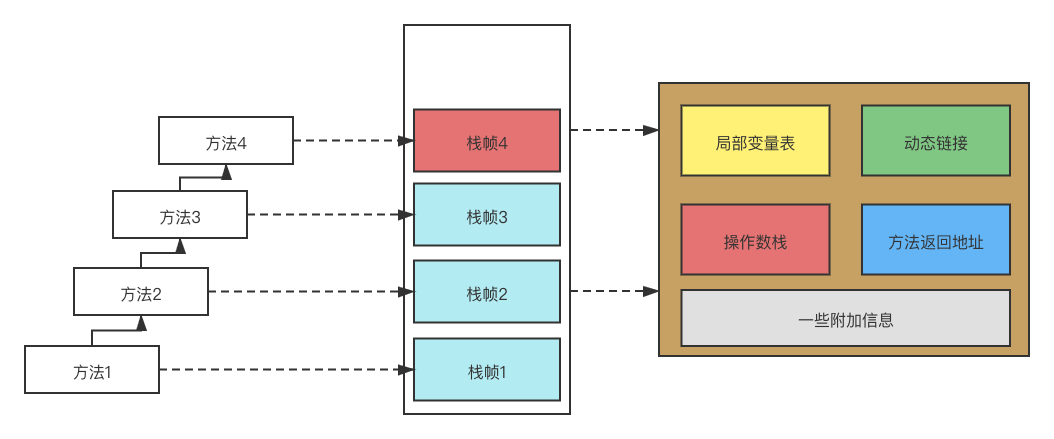 方法4
方法3
方法2
方法1
栈帧4
栈帧3
栈帧2
栈帧1
局部变量表
动态链接
操作数栈
方法返回地址
一些附加信息